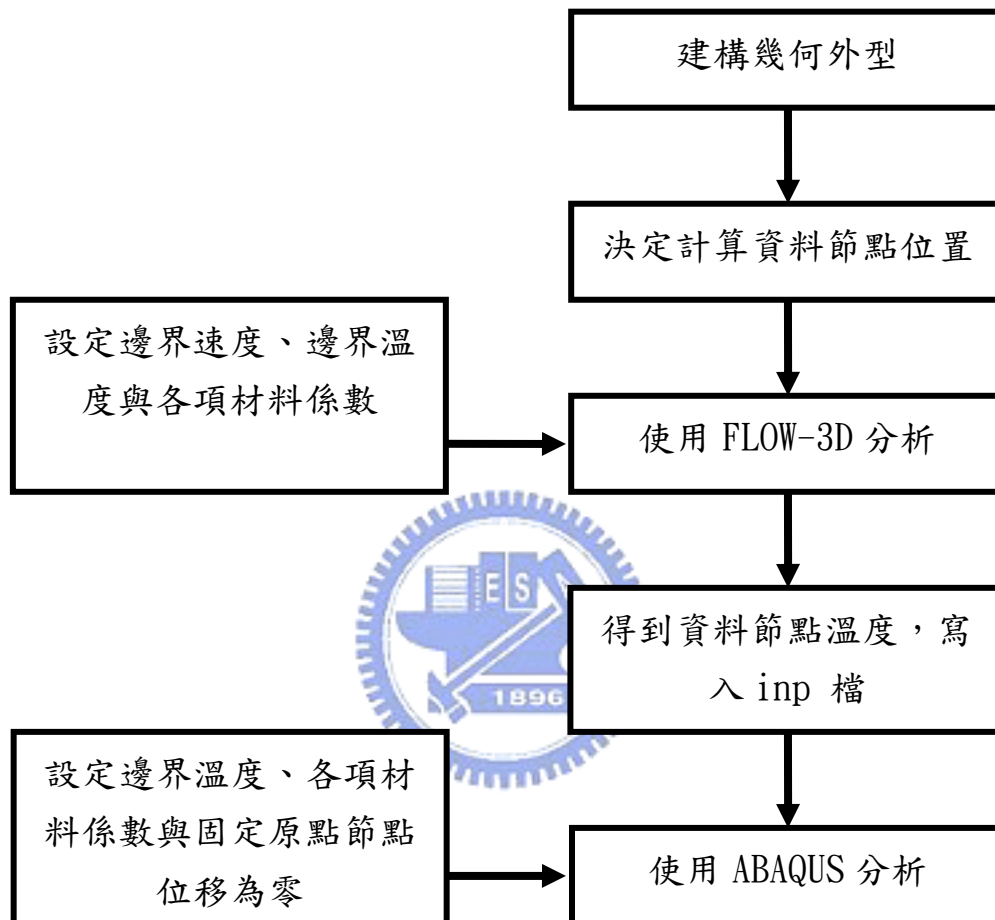 建構幾何外型
決定計算資料節點位置
設定邊界速度、邊界溫
度與各項材料係數
使用 FLOW-3D 分析
ES
1896
得到資料節點溫度，寫
入 inp 檔
設定邊界溫度、各項材
料係數與固定原點節點
位移為零
使用 ABAQUS 分析